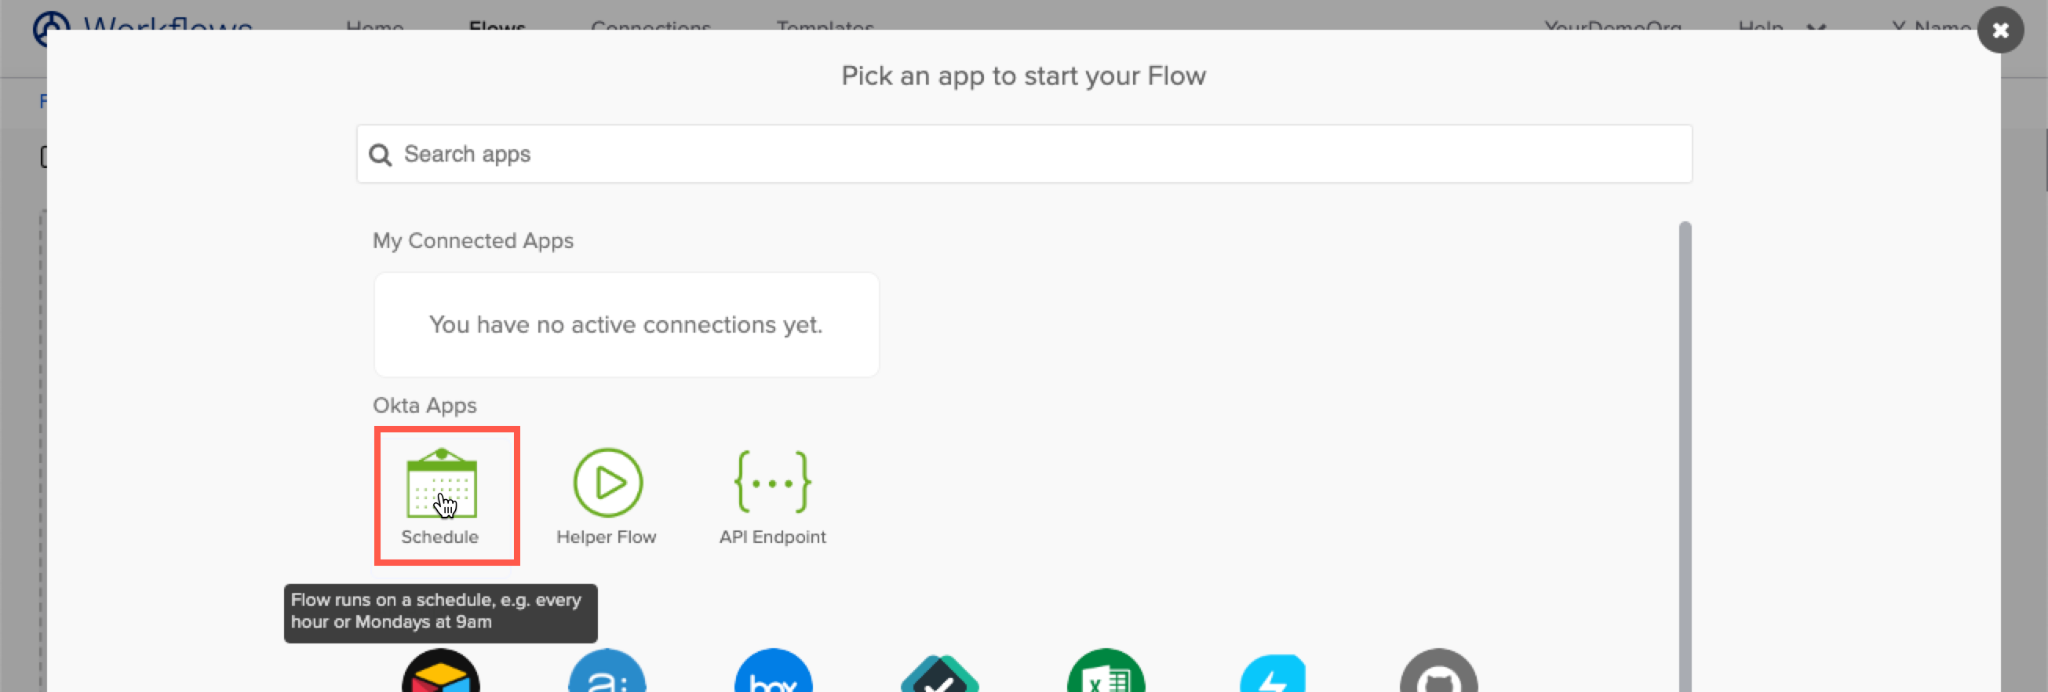 Workflows Home Flows Connections Templates YourDemoOrg Help Y. Name
Pick an app to start your Flow
Search apps
My Connected Apps
You have no active connections yet.
Okta Apps
{...}
Schedule Helper Flow API Endpoint
Flow runs on a schedule, e.g. every
hour or Mondays at 9am
a: box X